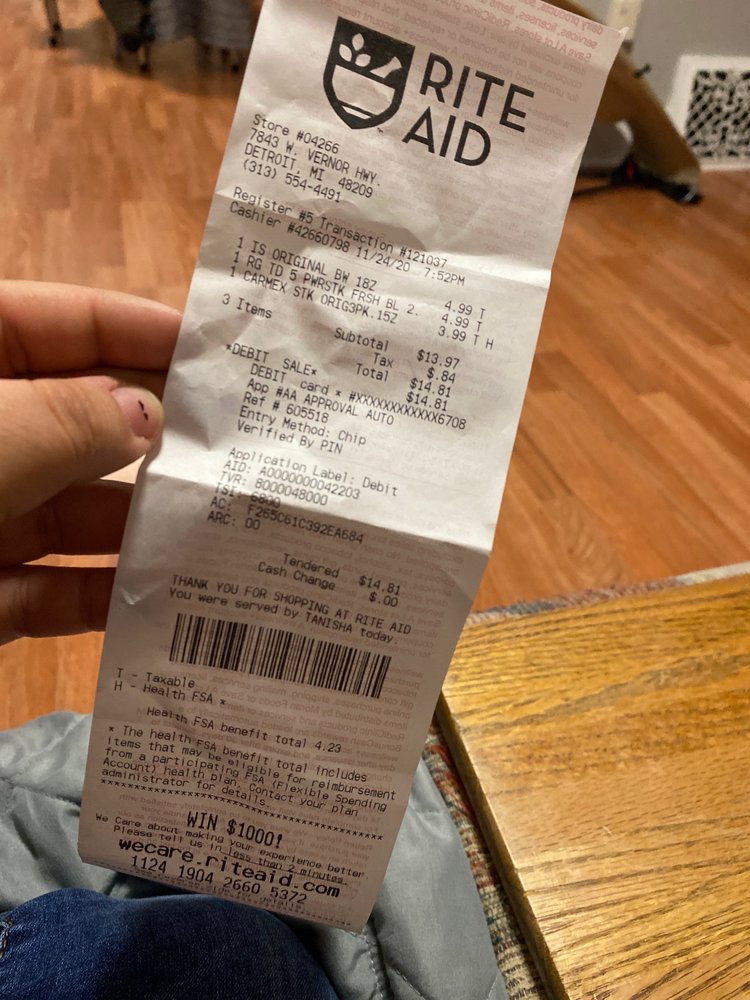 RITE
AID
Store #04266
7843 W. VERNOR HWY.
DETROIT, MI 48209
(313) 554-4491
Register #5 Transaction #121037
Cashier #42660798 11/24/20 7:52PM
1 IS ORIGINAL BW 18Z 4.99 T
1 RG TD 5 PWRSTK FRSH BL 2. 4.99 T
1 CARMEX STK ORIG3PK.15Z 3.99 T H
3 Items
Subtotal $13.97
Tax $.84
Total $14.81
*DEBIT SALE* $14.81
DEBIT card * #XXXXXXXXXXXX6708
App #AA APPROVAL AUTO
Ref # 605518
Entry Method: Chip
Verified By PIN
Application Label: Debit
AID: A0000000042203
TVR: 8000048000
TSI: 6800
AC: F265C61C392EA684
ARC: 00
Tendered $14.81
Cash Change $.00
THANK YOU FOR SHOPPING AT RITE AID
You were served by TANISHA today.
T - Taxable
H - Health FSA *
Health FSA benefit total 4.23
* The health FSA benefit total includes
items that may be eligible for reimbursement
from a participating FSA (Flexible Spending
Account) health plan. Contact your plan
administrator for details.
****************************************
WIN $1000!
We Care about making your experience better
Please tell us in less than 2 minutes.
wecare.riteaid.com
1124 1904 2660 5372
side for details